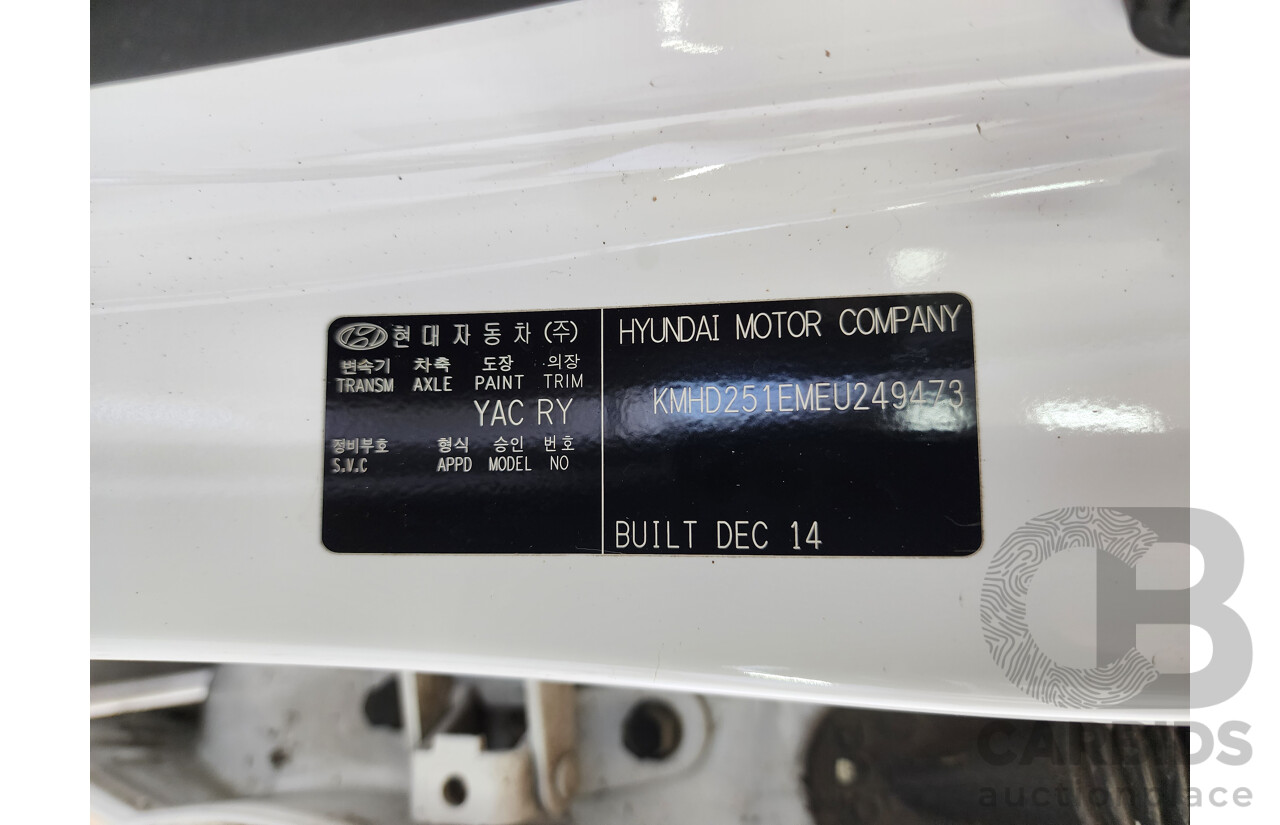 현대자동차(주)
변속기 차축 도장 의장
TRANSM AXLE PAINT TRIM
YAC RY
정비부호 형식 승인 번호
S.V.C APPD MODEL NO
HYUNDAI MOTOR COMPANY
KMHD251EMEU249473
BUILT DEC 14
CB
CARBIDS
auctionplace